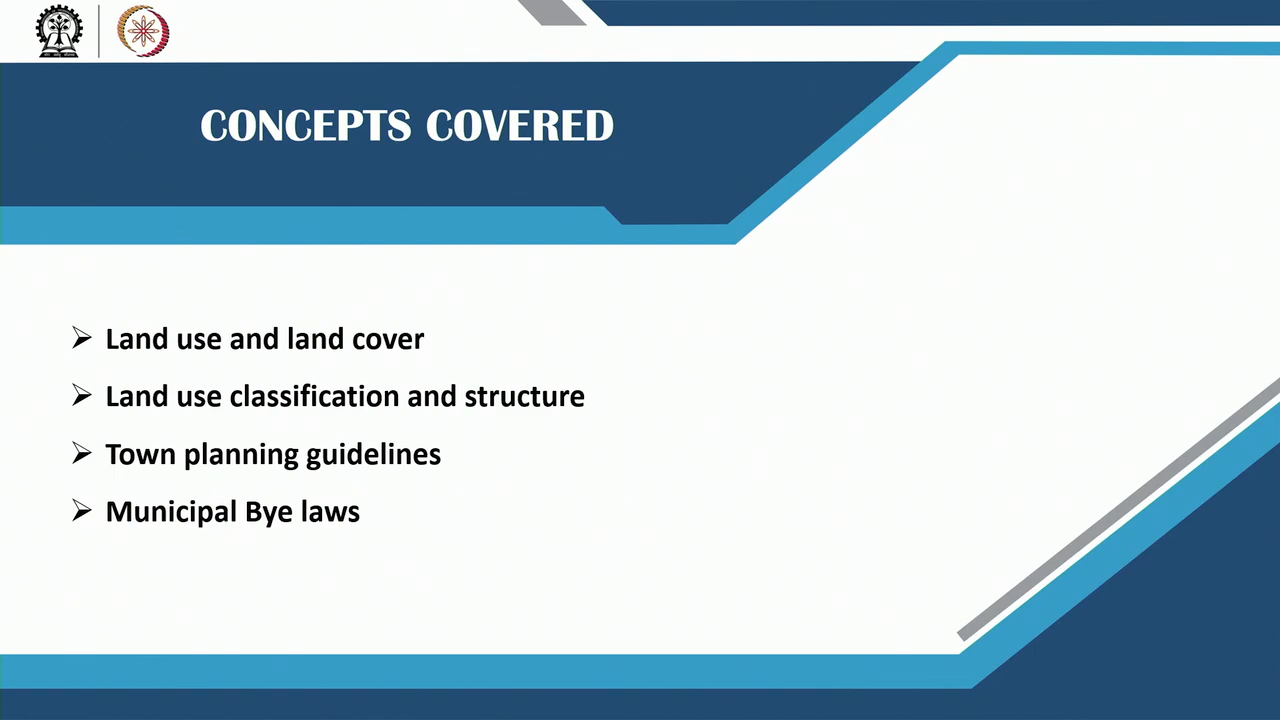 CONCEPTS COVERED
Land use and land cover
Land use classification and structure
Town planning guidelines
Municipal Bye laws